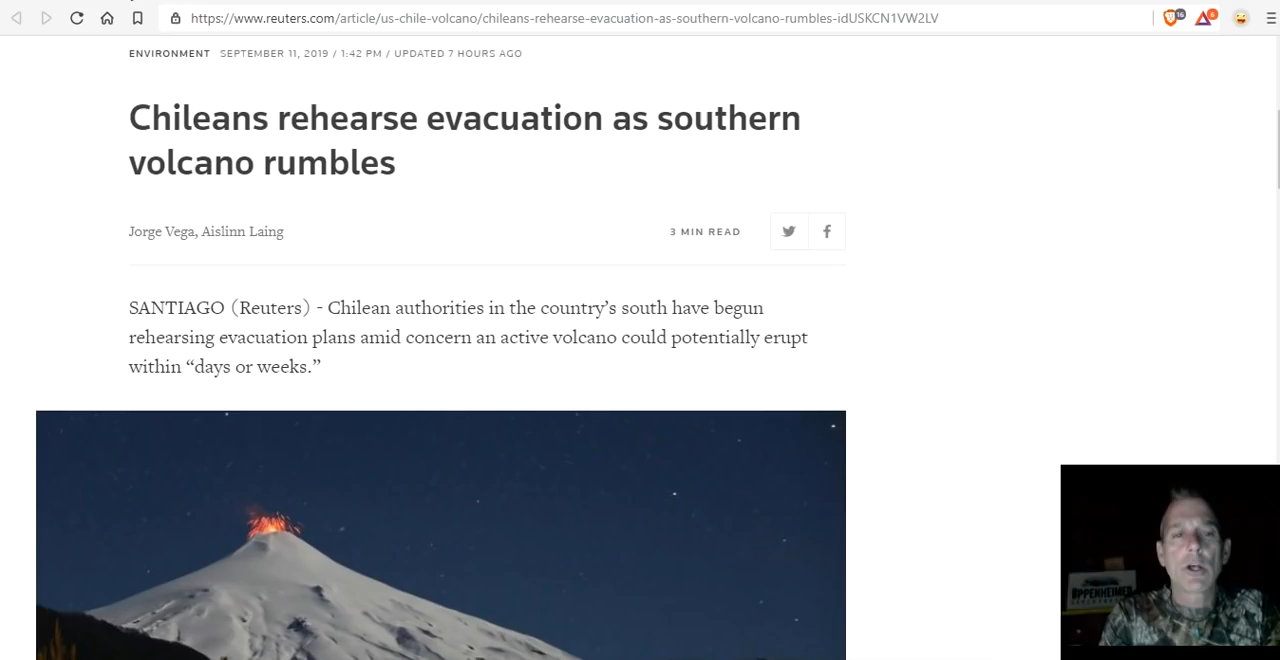 https://www.reuters.com/article/us-chile-volcano/chileans-rehearse-evacuation-as-southern-volcano-rumbles-idUSKCN1VW2LV
16
6
ENVIRONMENT SEPTEMBER 11, 2019 / 1:42 PM / UPDATED 7 HOURS AGO
Chileans rehearse evacuation as southern
volcano rumbles
Jorge Vega, Aislinn Laing
3 MIN READ
SANTIAGO (Reuters) - Chilean authorities in the country’s south have begun
rehearsing evacuation plans amid concern an active volcano could potentially erupt
within “days or weeks.”
OPPENHEIMER